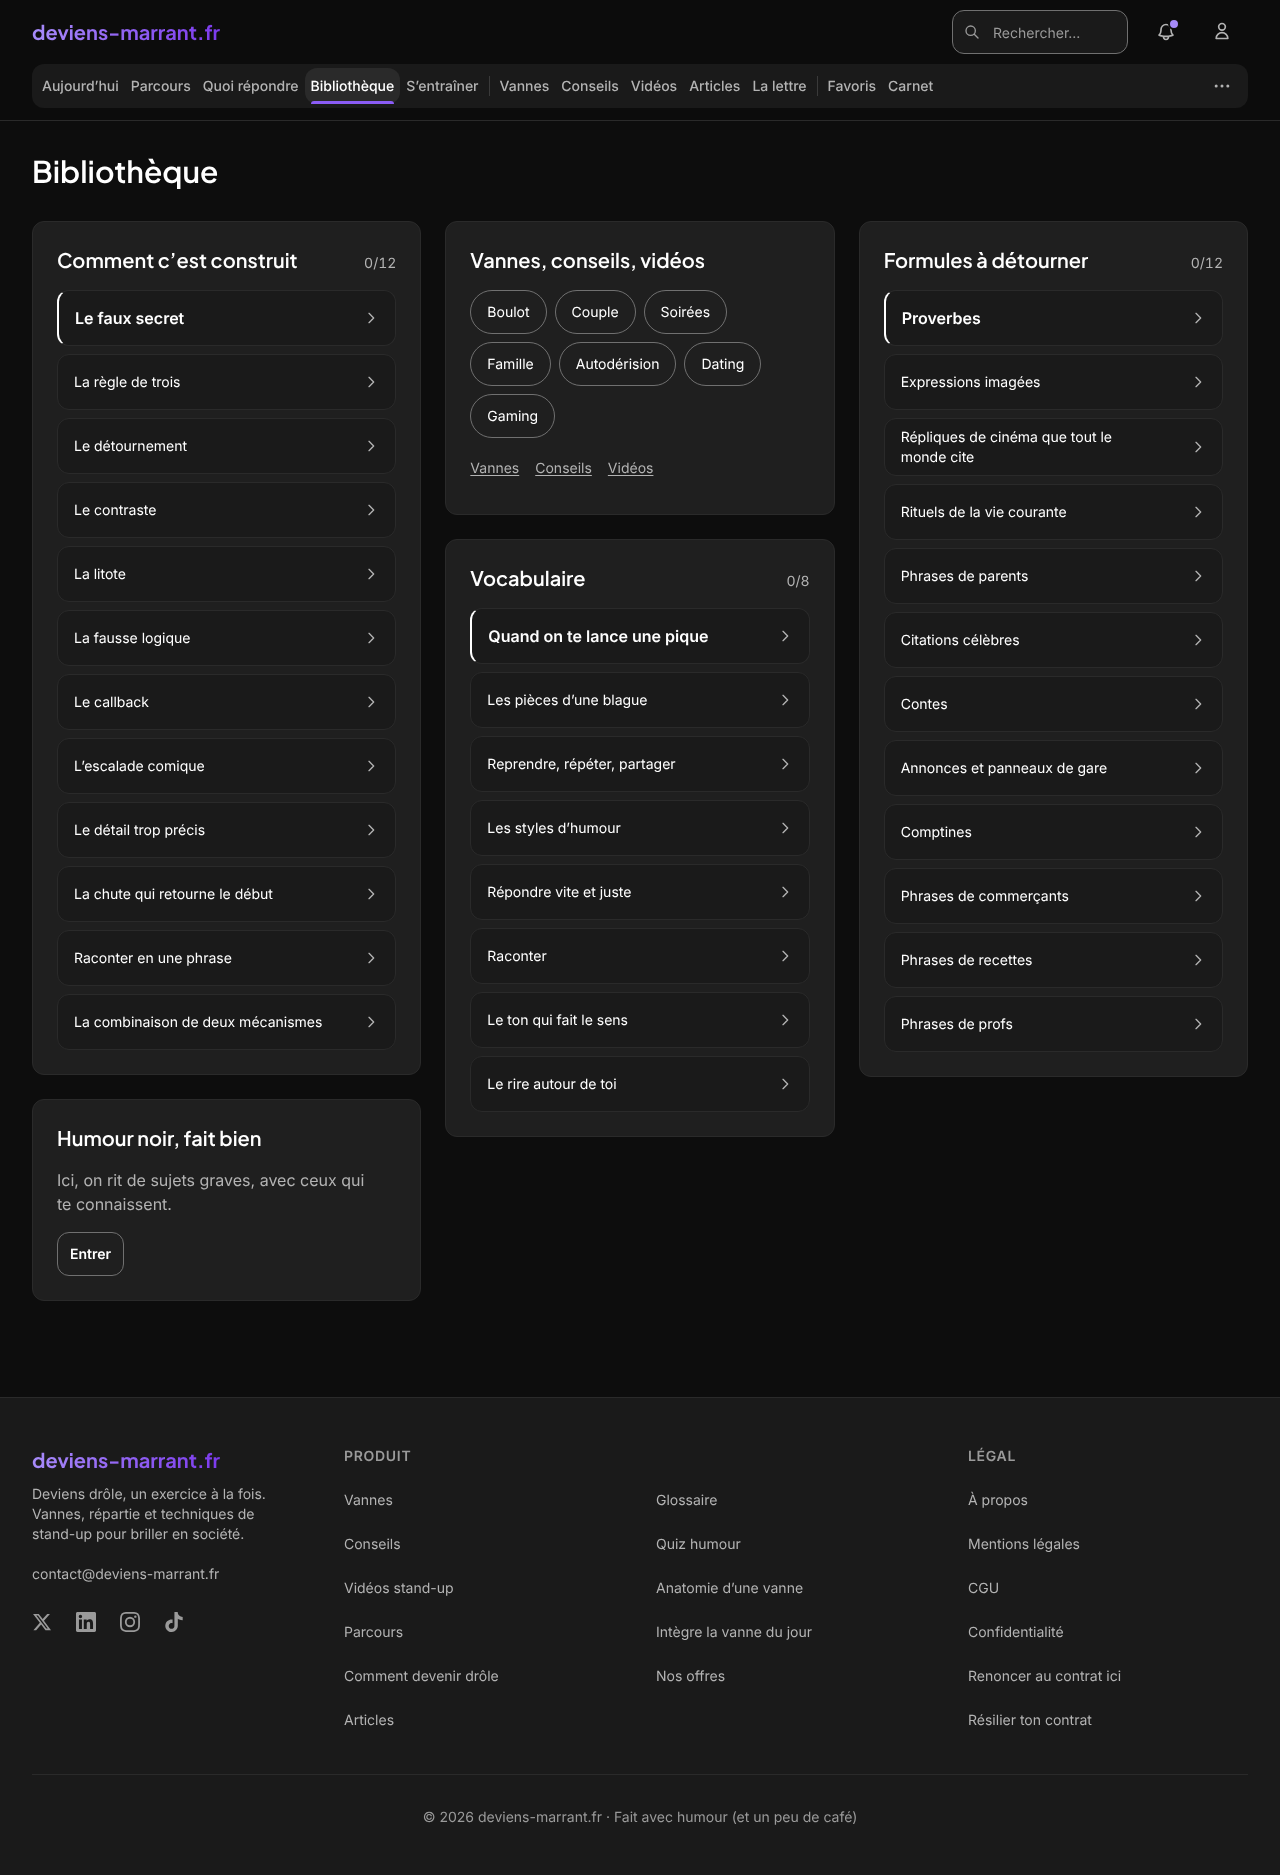 deviens-marrant.fr
Rechercher...
Aujourd’hui Parcours Quoi répondre Bibliothèque S’entraîner Vannes Conseils Vidéos Articles La lettre Favoris Carnet
Bibliothèque
Comment c’est construit 0/12
Le faux secret
La règle de trois
Le détournement
Le contraste
La litote
La fausse logique
Le callback
L’escalade comique
Le détail trop précis
La chute qui retourne le début
Raconter en une phrase
La combinaison de deux mécanismes
Humour noir, fait bien
Ici, on rit de sujets graves, avec ceux qui
te connaissent.
Entrer
Vannes, conseils, vidéos
Boulot Couple Soirées
Famille Autodérision Dating
Gaming
Vannes Conseils Vidéos
Vocabulaire 0/8
Quand on te lance une pique
Les pièces d’une blague
Reprendre, répéter, partager
Les styles d’humour
Répondre vite et juste
Raconter
Le ton qui fait le sens
Le rire autour de toi
Formules à détourner 0/12
Proverbes
Expressions imagées
Répliques de cinéma que tout le
monde cite
Rituels de la vie courante
Phrases de parents
Citations célèbres
Contes
Annonces et panneaux de gare
Comptines
Phrases de commerçants
Phrases de recettes
Phrases de profs
deviens-marrant.fr
Deviens drôle, un exercice à la fois.
Vannes, répartie et techniques de
stand-up pour briller en société.
contact@deviens-marrant.fr
PRODUIT
Vannes
Conseils
Vidéos stand-up
Parcours
Comment devenir drôle
Articles
Glossaire
Quiz humour
Anatomie d’une vanne
Intègre la vanne du jour
Nos offres
LÉGAL
À propos
Mentions légales
CGU
Confidentialité
Renoncer au contrat ici
Résilier ton contrat
© 2026 deviens-marrant.fr · Fait avec humour (et un peu de café)